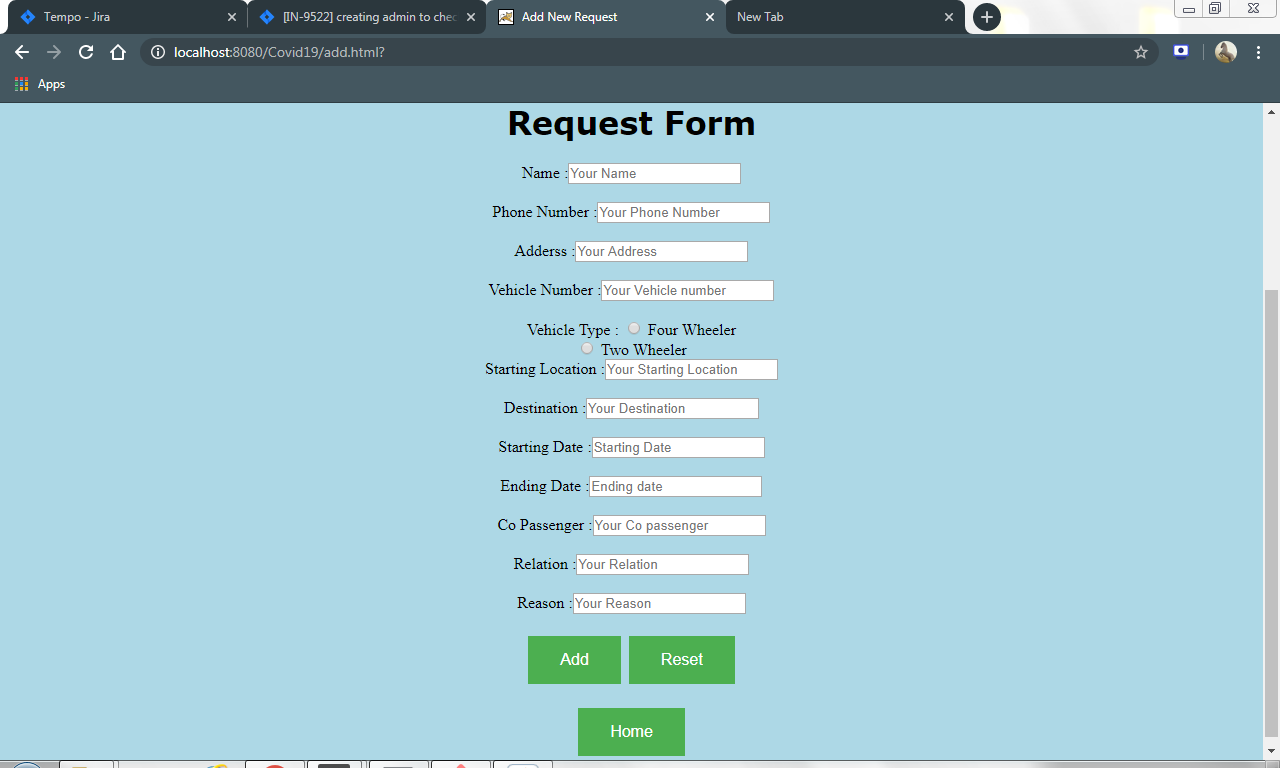 Tempo - Jira
[IN-9522] creating admin to chec
Add New Request
New Tab
localhost:8080/Covid19/add.html?
Apps
Request Form
Name :Your Name
Phone Number :Your Phone Number
Adderss :Your Address
Vehicle Number :Your Vehicle number
Vehicle Type : Four Wheeler
Two Wheeler
Starting Location :Your Starting Location
Destination :Your Destination
Starting Date :Starting Date
Ending Date :Ending date
Co Passenger :Your Co passenger
Relation :Your Relation
Reason :Your Reason
Add Reset
Home